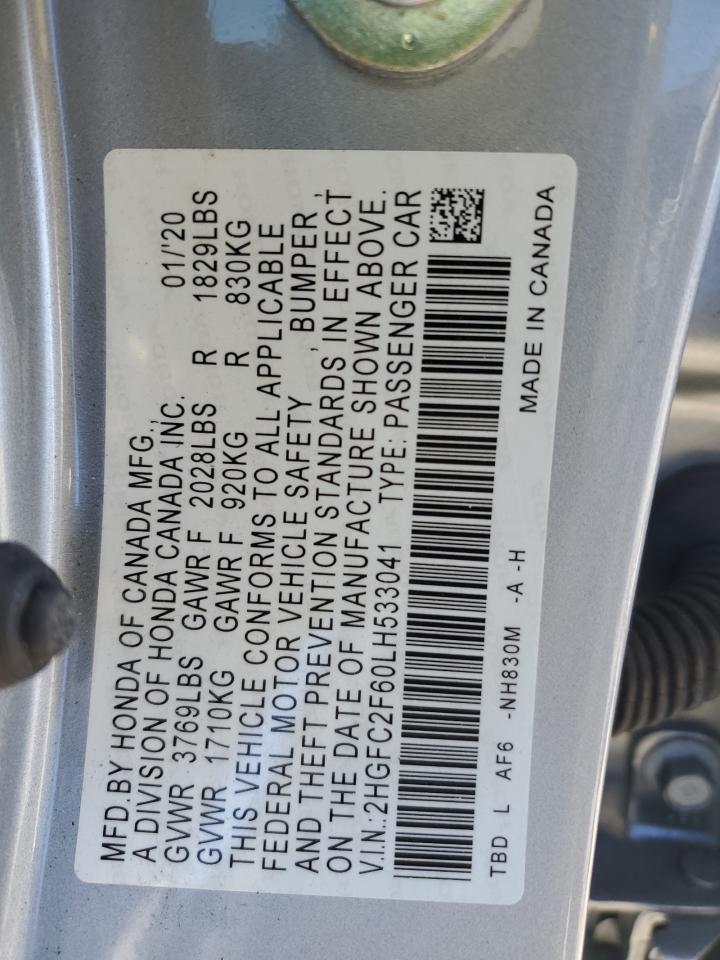 MFD.BY HONDA OF CANADA MFG.,
A DIVISION OF HONDA CANADA INC. 01/'20
GVWR 3769LBS GAWR F 2028LBS R 1829LBS
GVWR 1710KG GAWR F 920KG R 830KG
THIS VEHICLE CONFORMS TO ALL APPLICABLE
FEDERAL MOTOR VEHICLE SAFETY, BUMPER,
AND THEFT PREVENTION STANDARDS IN EFFECT
ON THE DATE OF MANUFACTURE SHOWN ABOVE.
V.I.N.:2HGFC2F60LH533041 TYPE: PASSENGER CAR
TBD L AF6 -NH830M -A -H MADE IN CANADA